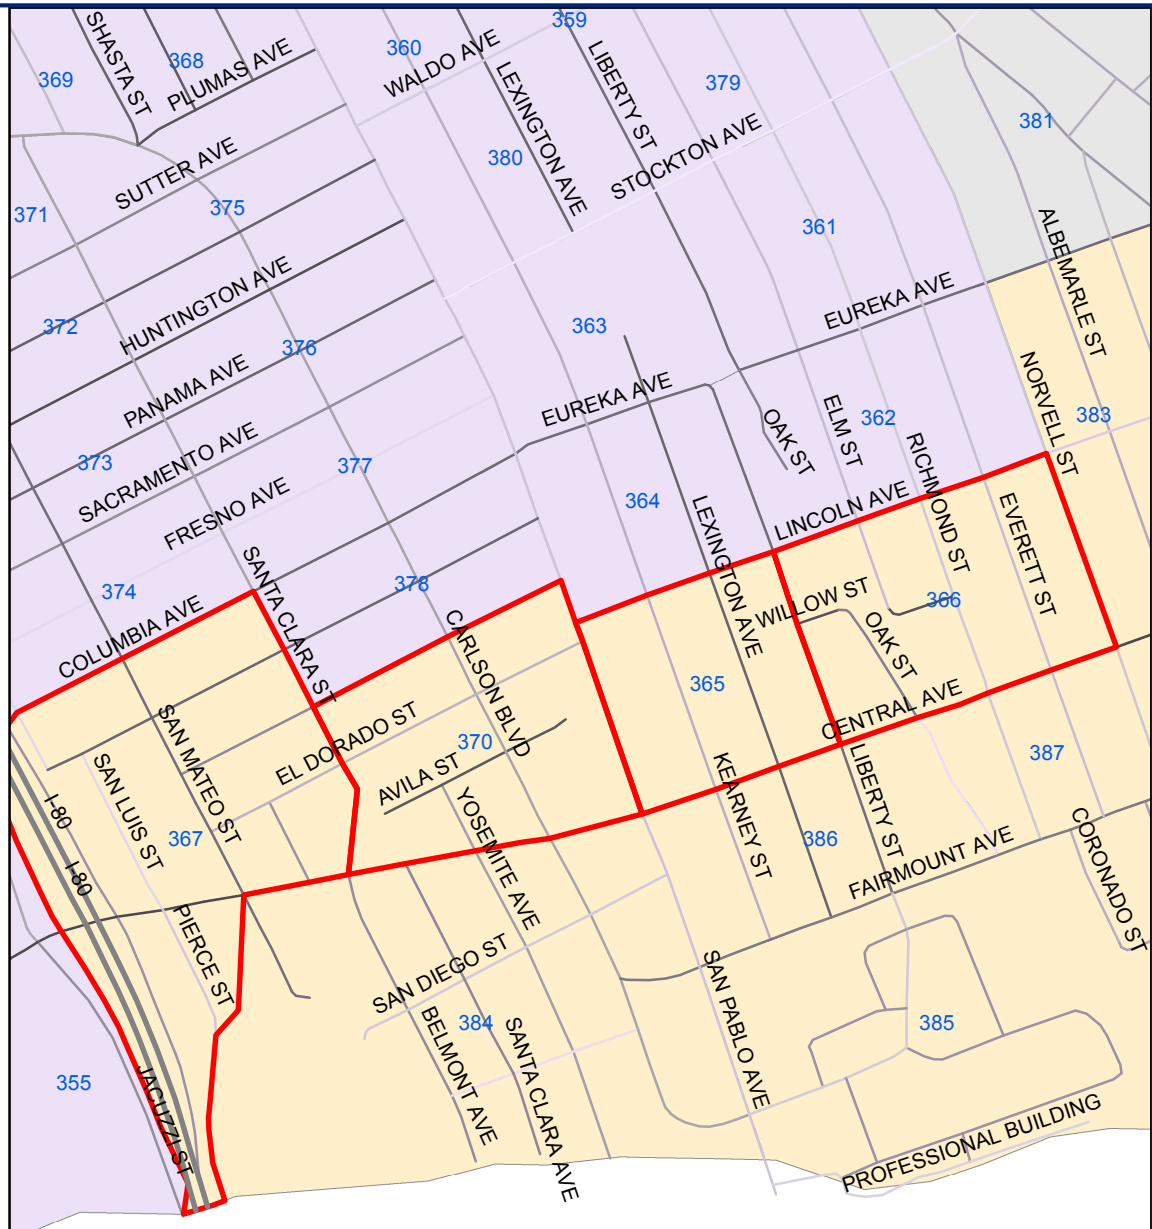 359
SHASTA ST
368
360
WALDO AVE
LIBERTY ST
369
PLUMAS AVE
LEXINGTON AVE
379
381
SUTTER AVE
380
STOCKTON AVE
371
375
361
ALBEMARLE ST
HUNTINGTON AVE
372
363
EUREKA AVE
376
PANAMA AVE
EUREKA AVE
NORVELL ST
383
OAK ST
ELM ST
362
373
SACRAMENTO AVE
377
RICHMOND ST
FRESNO AVE
364
LEXINGTON AVE
LINCOLN AVE
EVERETT ST
374
SANTA CLARA ST
378
COLUMBIA AVE
CARLSON BLVD
WILLOW ST
366
OAK ST
365
SAN MATEO ST
EL DORADO ST
370
CENTRAL AVE
387
SAN LUIS ST
AVILA ST
KEARNEY ST
LIBERTY ST
I-80
367
YOSEMITE AVE
386
CORONADO ST
I-80
FAIRMOUNT AVE
PIERCE ST
SAN DIEGO ST
SAN PABLO AVE
BELMONT AVE
384
SANTA CLARA AVE
385
355
JACUZZI ST
PROFESSIONAL BUILDING